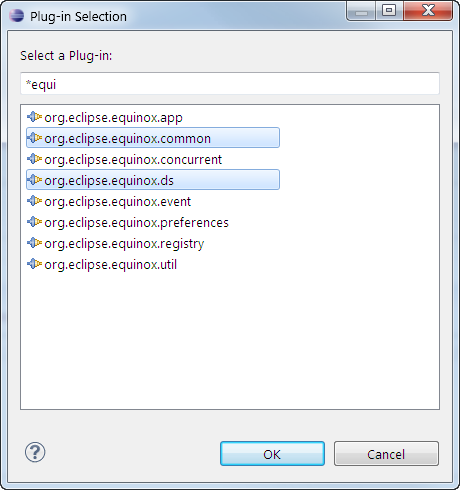 Plug-in Selection
Select a Plug-in:
*equi
org.eclipse.equinox.app
org.eclipse.equinox.common
org.eclipse.equinox.concurrent
org.eclipse.equinox.ds
org.eclipse.equinox.event
org.eclipse.equinox.preferences
org.eclipse.equinox.registry
org.eclipse.equinox.util
?
OK Cancel